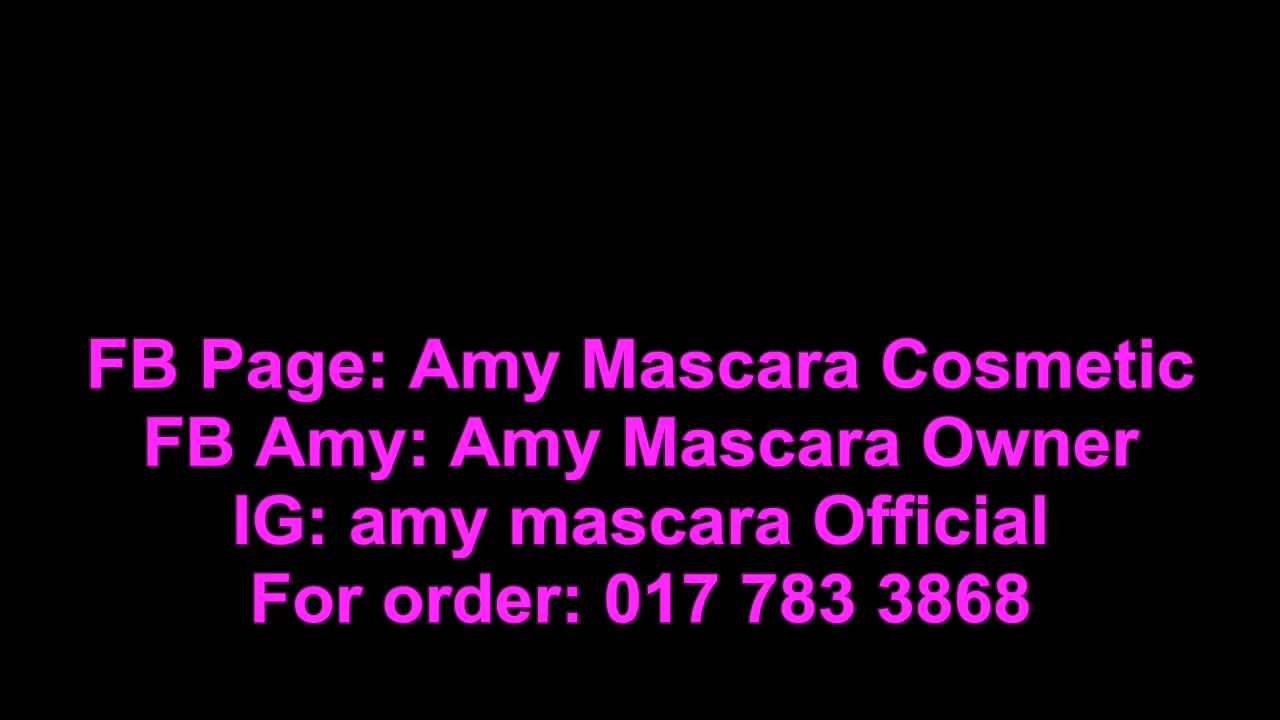 FB Page: Amy Mascara Cosmetic
FB Amy: Amy Mascara Owner
IG: amy mascara Official
For order: 017 783 3868